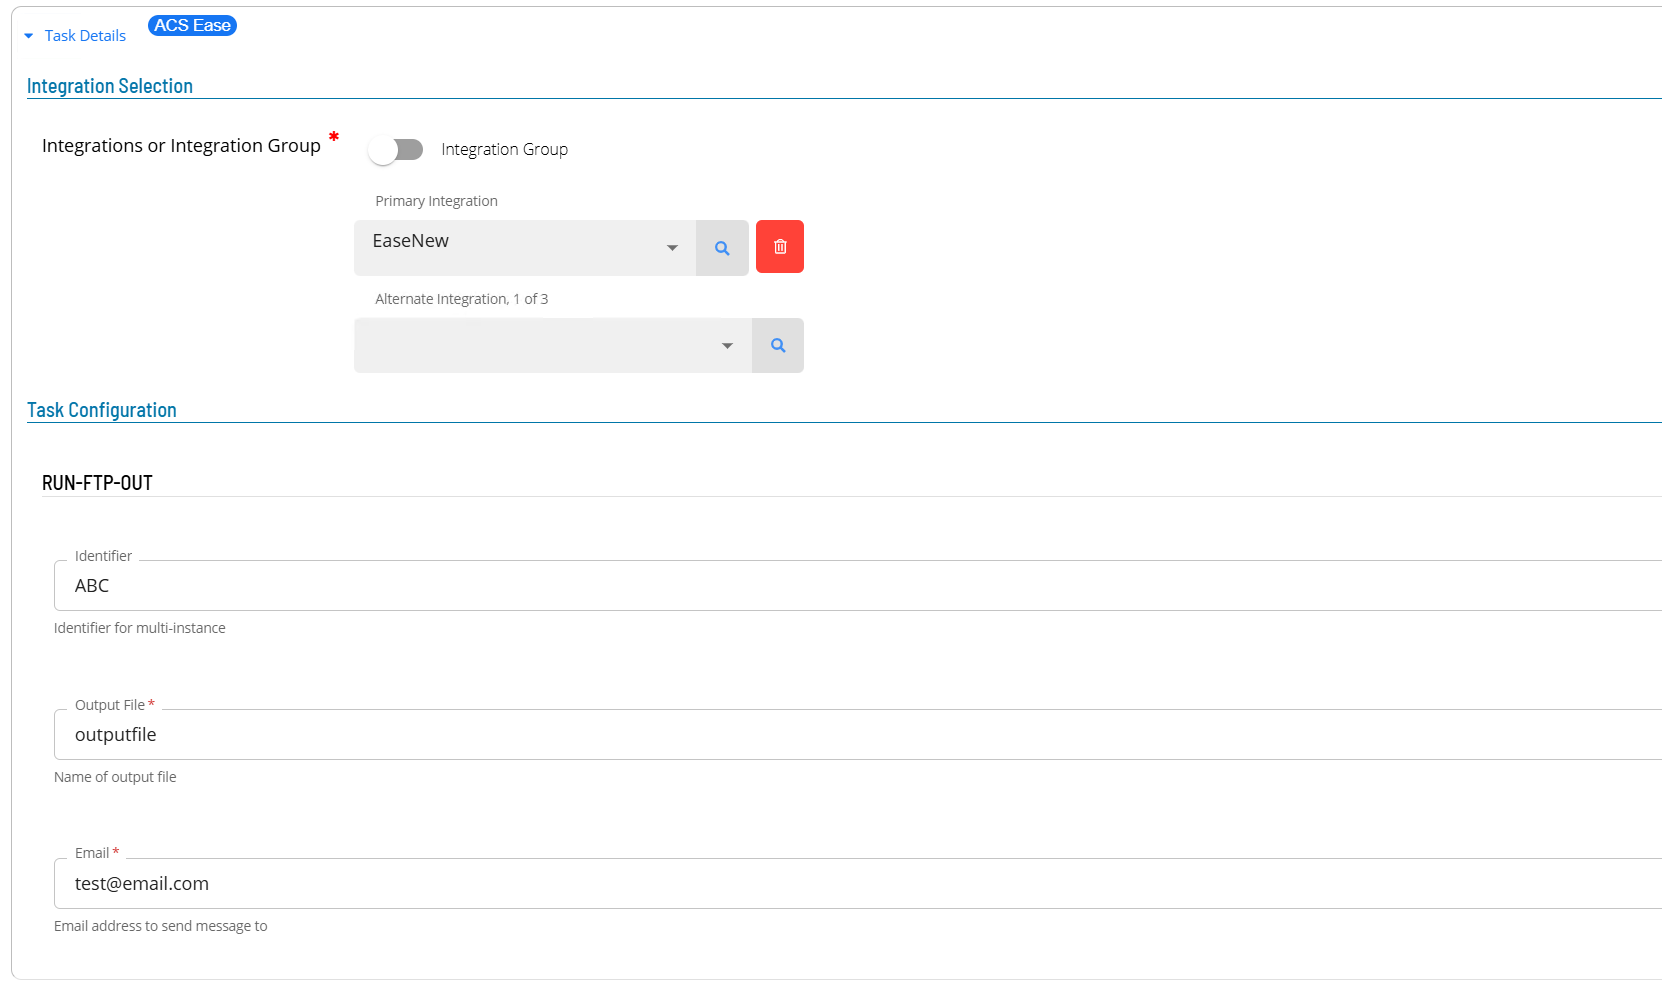 Task Details
ACS Ease
Integration Selection
Integrations or Integration Group *
Integration Group
Primary Integration
EaseNew
Alternate Integration, 1 of 3
Task Configuration
RUN-FTP-OUT
Identifier
ABC
Identifier for multi-instance
Output File *
outputfile
Name of output file
Email *
test@email.com
Email address to send message to